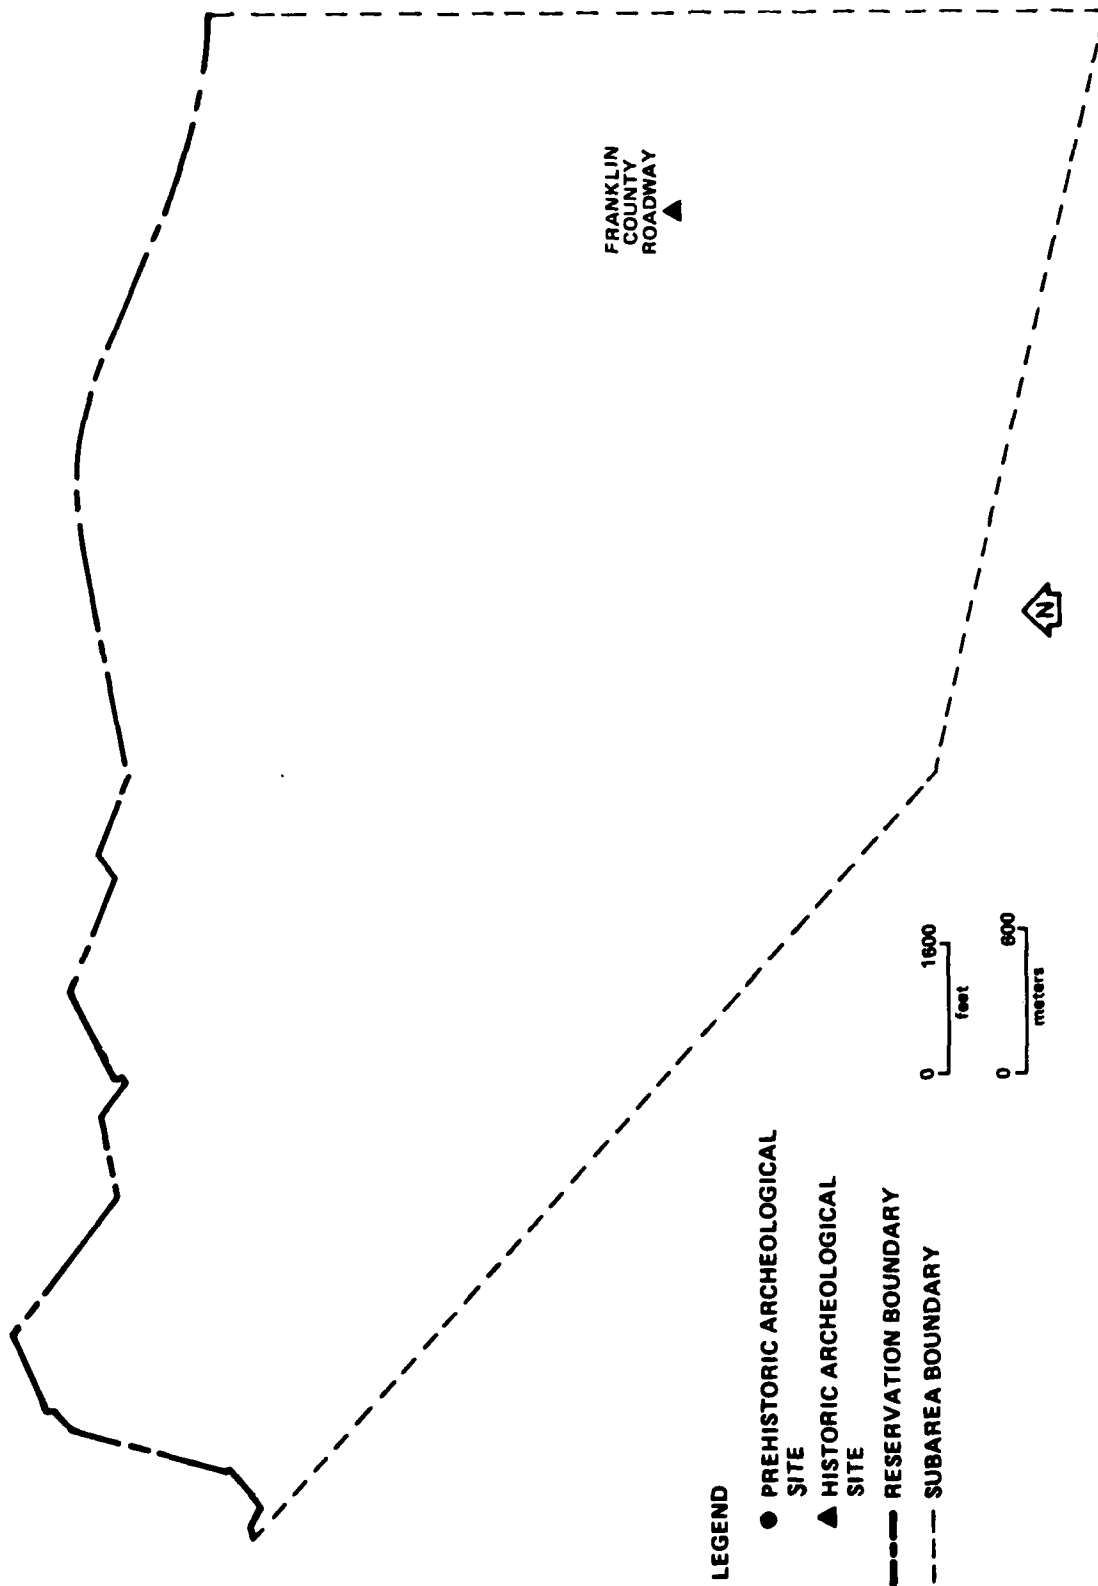 FRANKLIN
COUNTY
ROADWAY
N
0 1600
feet
0 600
meters
LEGEND
● PREHISTORIC ARCHEOLOGICAL
SITE
▲ HISTORIC ARCHEOLOGICAL
SITE
RESERVATION BOUNDARY
SUBAREA BOUNDARY